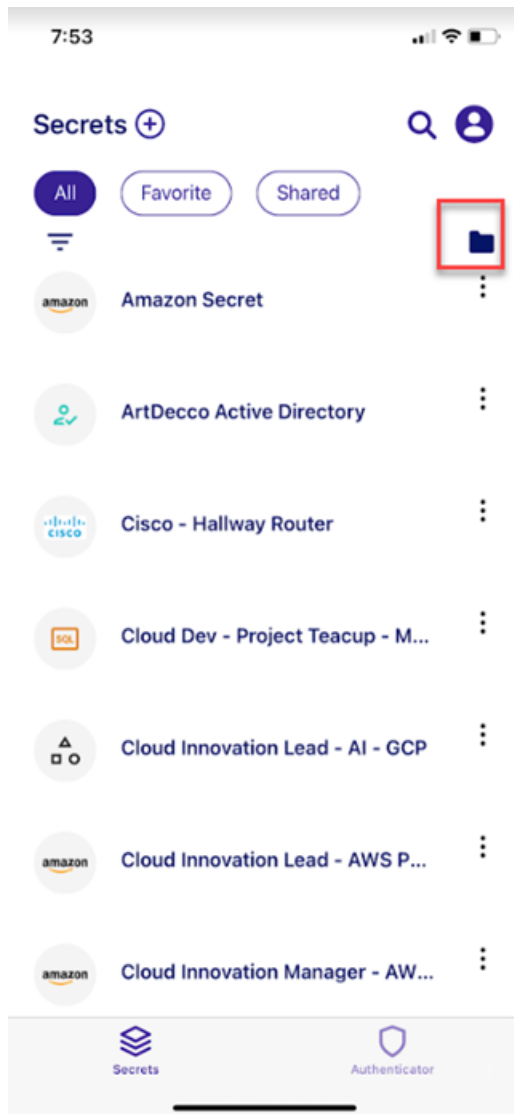 7:53
Secrets
All Favorite Shared
amazon Amazon Secret
ArtDecco Active Directory
CISCO Cisco - Hallway Router
SQL Cloud Dev - Project Teacup - M...
Cloud Innovation Lead - AI - GCP
amazon Cloud Innovation Lead - AWS P...
amazon Cloud Innovation Manager - AW...
Secrets Authenticator